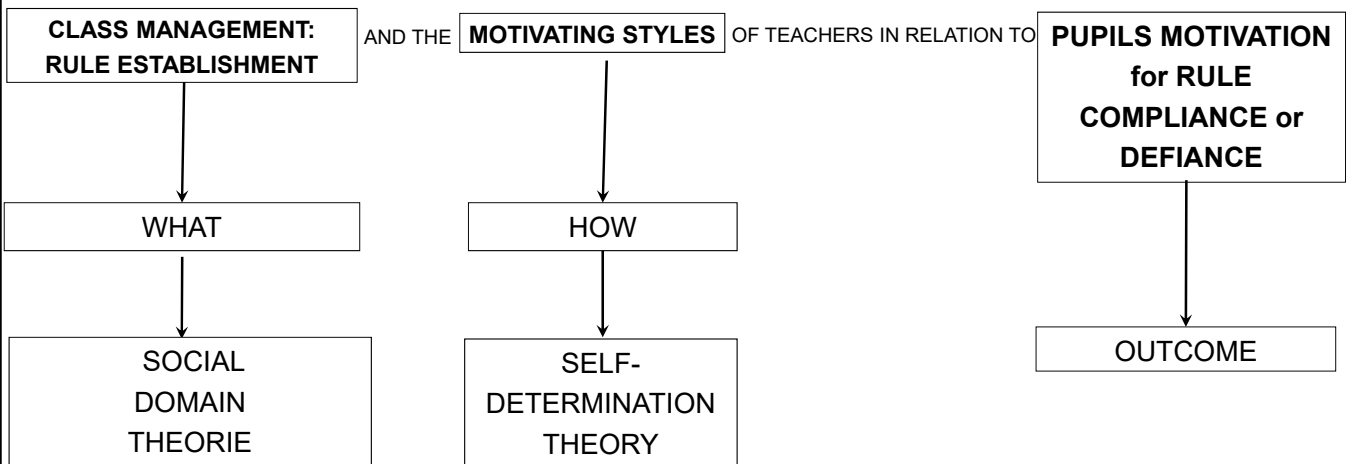 CLASS MANAGEMENT:
RULE ESTABLISHMENT
AND THE
MOTIVATING STYLES
OF TEACHERS IN RELATION TO
PUPILS MOTIVATION
for RULE
COMPLIANCE or
DEFIANCE
WHAT
HOW
OUTCOME
SOCIAL
DOMAIN
THEORIE
SELF-
DETERMINATION
THEORY